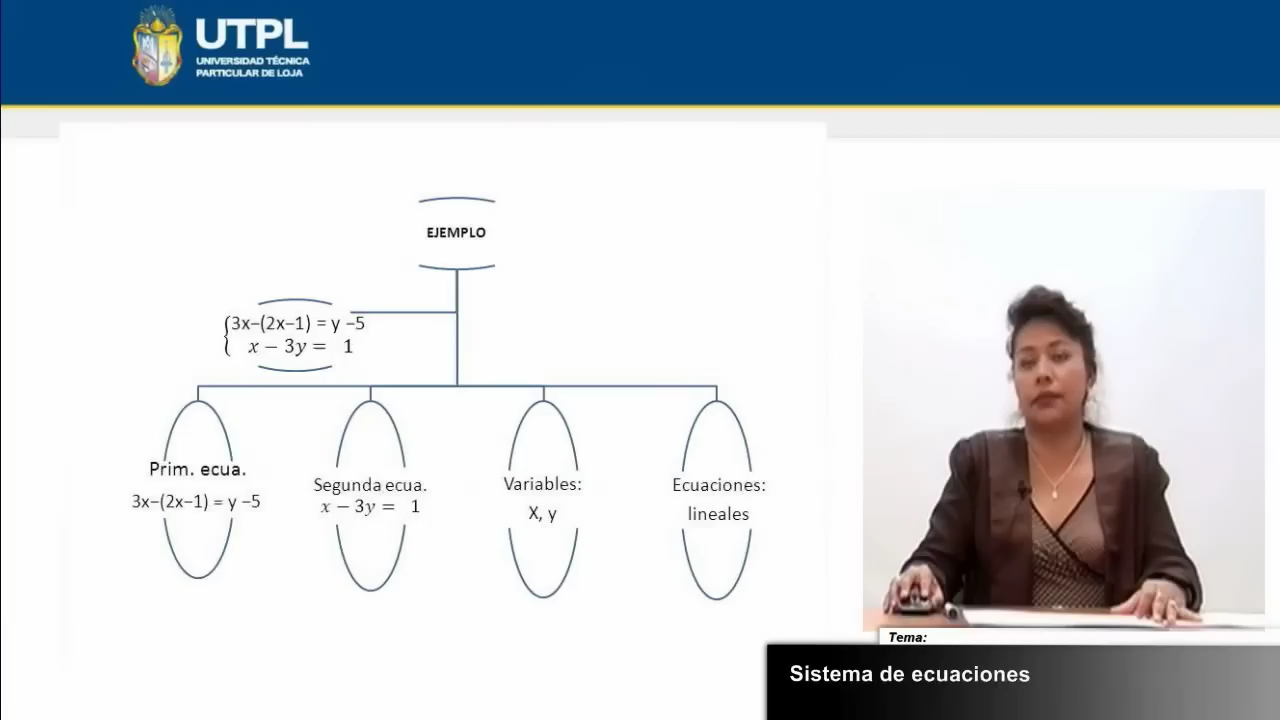 UTPL
UNIVERSIDAD TÉCNICA
PARTICULAR DE LOJA
EJEMPLO
3x−(2x−1) = y −5
x − 3y = 1
Prim. ecua.
3x−(2x−1) = y −5
Segunda ecua.
x − 3y = 1
Variables:
X, y
Ecuaciones:
lineales
Tema:
Sistema de ecuaciones